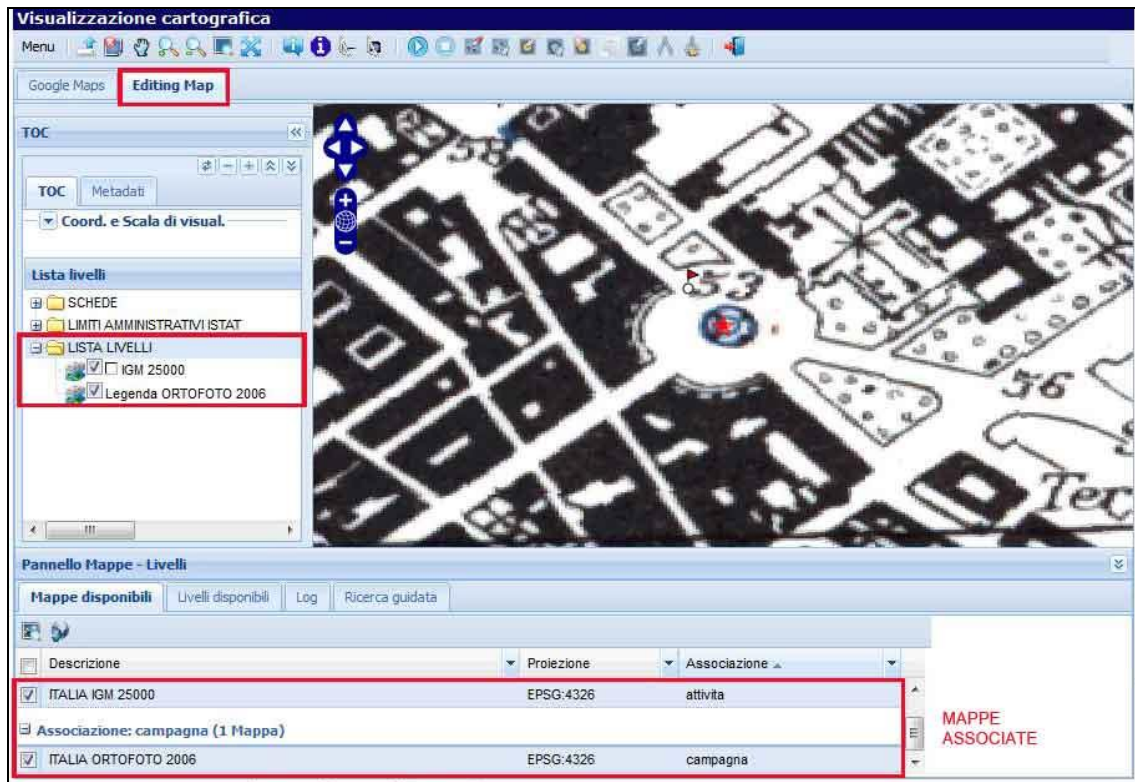 Visualizzazione cartografica
Menu
Google Maps Editing Map
TOC
TOC Metadati
Coord. e Scala di visual.
Lista livelli
SCHEDE
LIMITI AMMINISTRATIVI ISTAT
LISTA LIVELLI
IGM 25000
Legenda ORTOFOTO 2006
58
53
56
Ter
Pannello Mappe - Livelli
Mappe disponibili Livelli disponibili Log Ricerca guidata
Descrizione Proiezione Associazione
ITALIA IGM 25000 EPSG:4326 attivita
Associazione: campagna (1 Mappa)
ITALIA ORTOFOTO 2006 EPSG:4326 campagna
MAPPE
ASSOCIATE